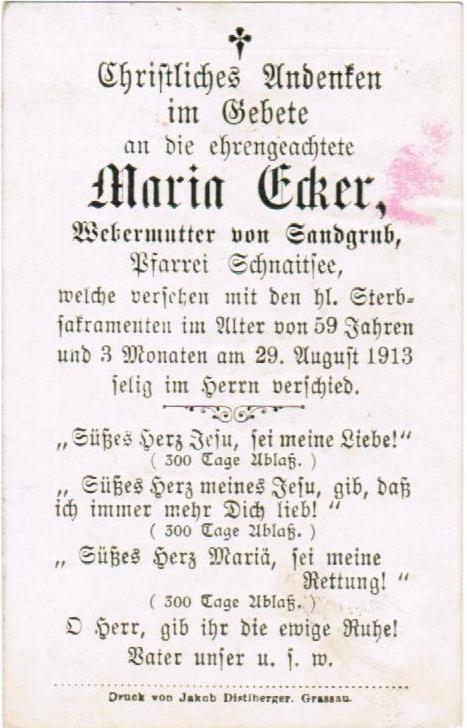 Christliches Andenken
im Gebete
an die ehrengeachtete
Maria Ecker,
Webermutter von Sandgrub,
Pfarrei Schnaitsee,
welche versehen mit den hl. Sterb=
sakramenten im Alter von 59 Jahren
und 3 Monaten am 29. August 1913
selig im Herrn verschied.
„Süßes Herz Jesu, sei meine Liebe!“
( 300 Tage Ablaß. )
„ Süßes Herz meines Jesu, gib, daß
ich immer mehr Dich lieb! “
( 300 Tage Ablaß. )
„ Süßes Herz Mariä, sei meine
Rettung! “
( 300 Tage Ablaß. )
O Herr, gib ihr die ewige Ruhe!
Vater unser u. s. w.
Druck von Jakob Distlberger. Grassau.